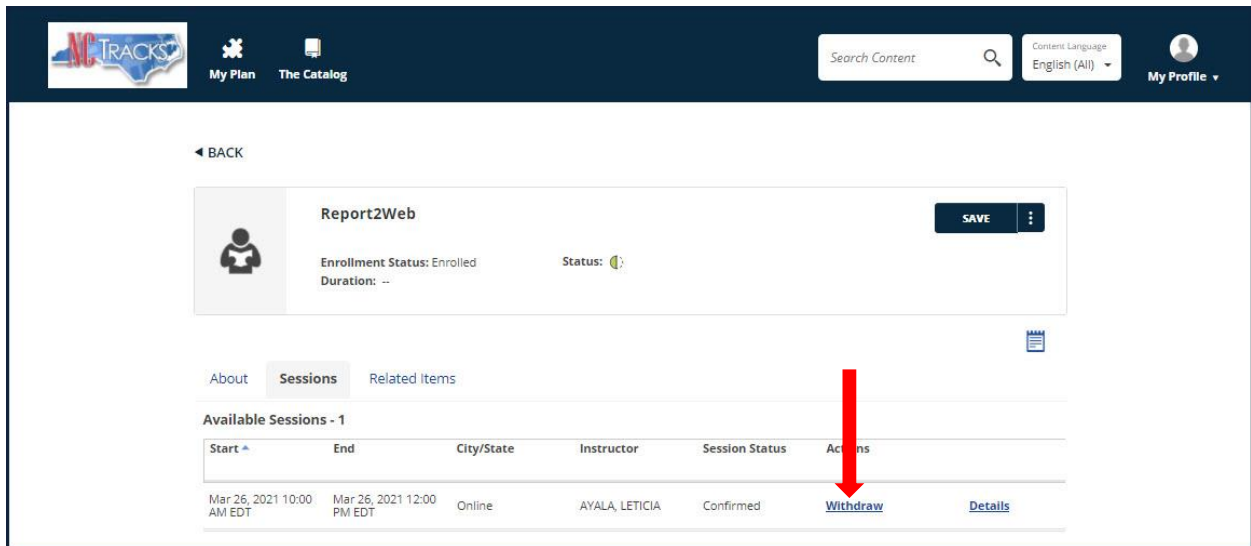 NC TRACKS
My Plan
The Catalog
Search Content
Content Language
English (All)
My Profile
BACK
Report2Web
SAVE
Enrollment Status: Enrolled
Status:
Duration: --
About
Sessions
Related Items
Available Sessions - 1
Start
End
City/State
Instructor
Session Status
Mar 26, 2021 10:00
AM EDT
Mar 26, 2021 12:00
PM EDT
Online
AYALA, LETICIA
Confirmed
Withdraw
Details